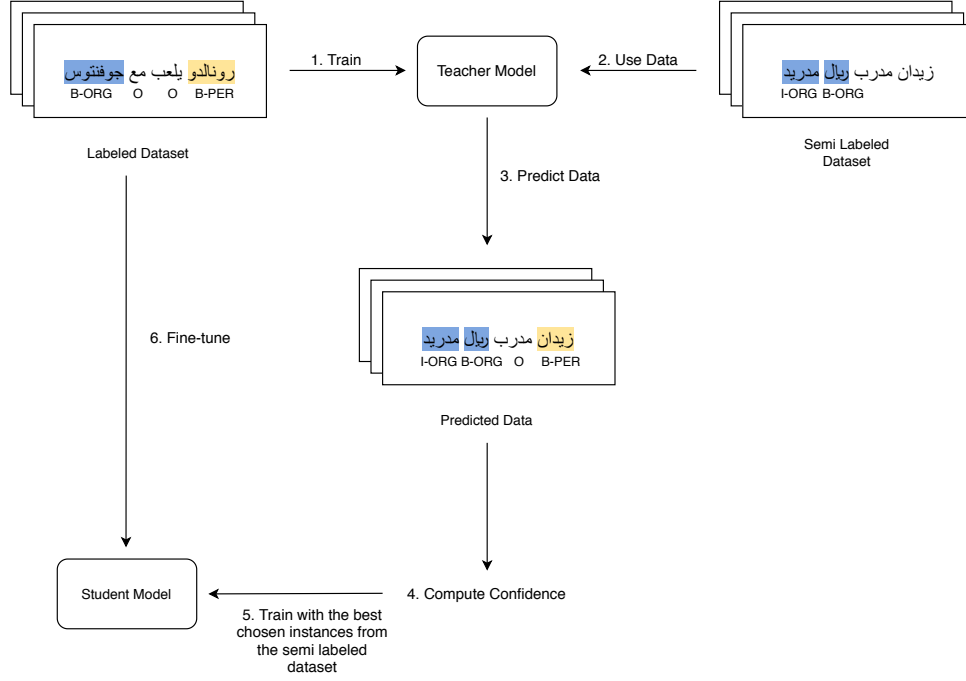 رونالدو يلعب مع جوفنتوس
B-ORG O O B-PER
Labeled Dataset
1. Train
Teacher Model
2. Use Data
زيدان مدرب ريال مدريد
I-ORG B-ORG
Semi Labeled
Dataset
3. Predict Data
زيدان مدرب ريال مدريد
I-ORG B-ORG O B-PER
Predicted Data
6. Fine-tune
4. Compute Confidence
5. Train with the best
chosen instances from
the semi labeled
dataset
Student Model